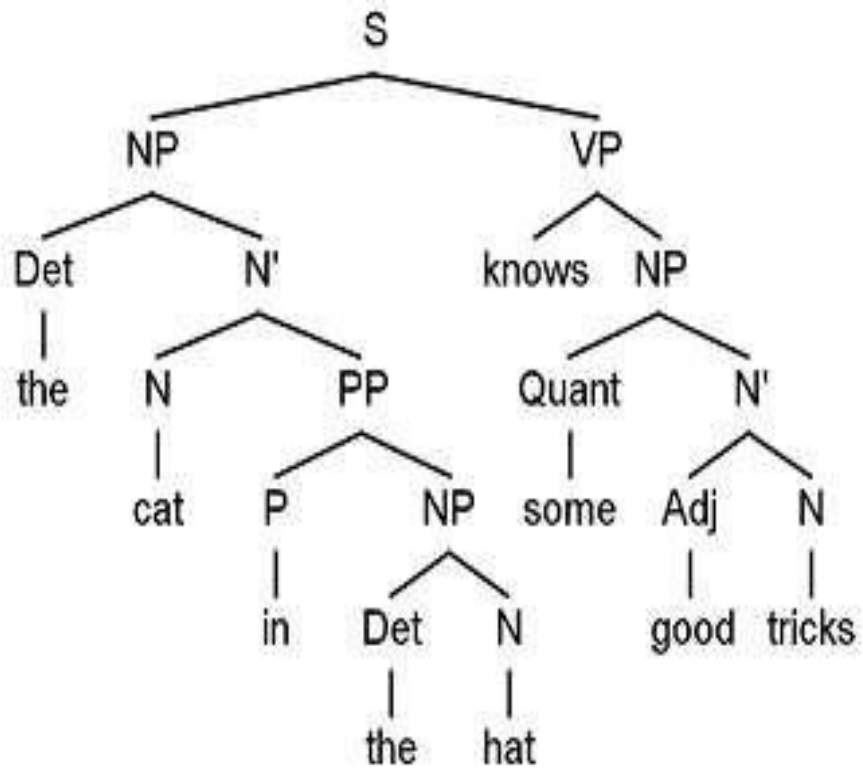 S
NP VP
Det N' knows NP
the N PP Quant N'
cat P NP some Adj N
in Det N good tricks
the hat